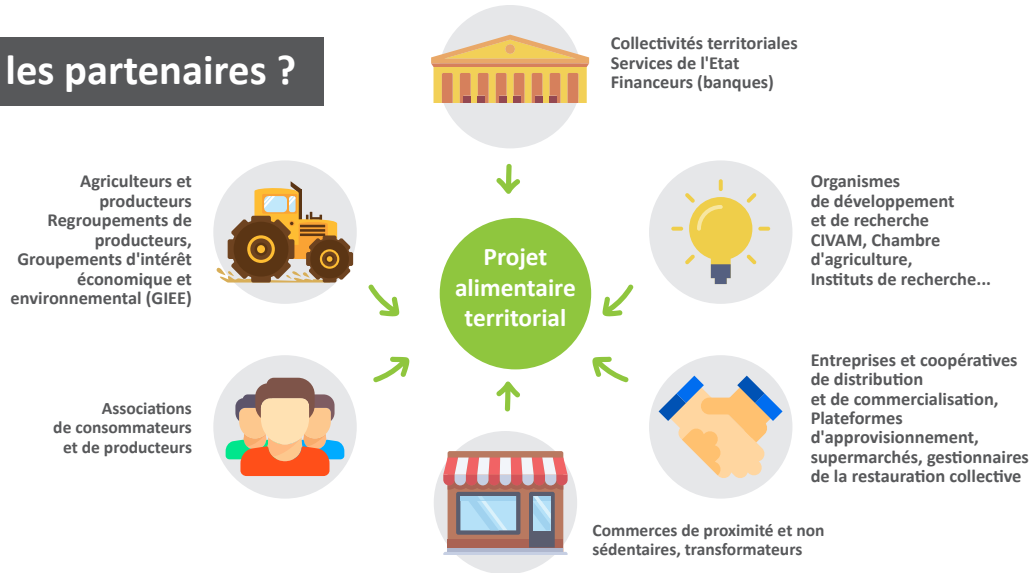 les partenaires ?
Collectivités territoriales
Services de l'Etat
Financeurs (banques)
Agriculteurs et
producteurs
Regroupements de
producteurs,
Groupements d'intérêt
économique et
environnemental (GIEE)
Organismes
de développement
et de recherche
CIVAM, Chambre
d'agriculture,
Instituts de recherche...
Projet
alimentaire
territorial
Associations
de consommateurs
et de producteurs
Entreprises et coopératives
de distribution
et de commercialisation,
Plateformes
d'approvisionnement,
supermarchés, gestionnaires
de la restauration collective
Commerces de proximité et non
sédentaires, transformateurs